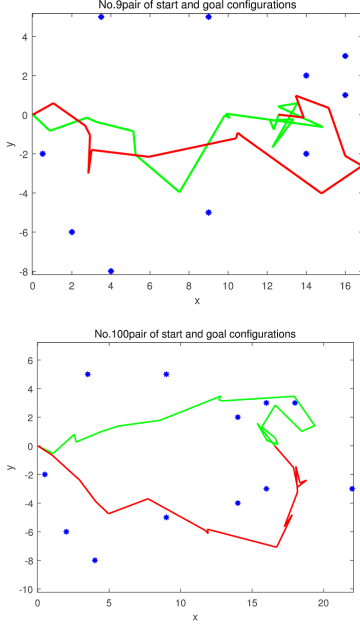 No.9pair of start and goal configurations
4
2
0
-2
-4
-6
-8
y
0 2 4 6 8 10 12 14 16
x
No.100pair of start and goal configurations
6
4
2
0
-2
-4
-6
-8
-10
y
0 5 10 15 20
x